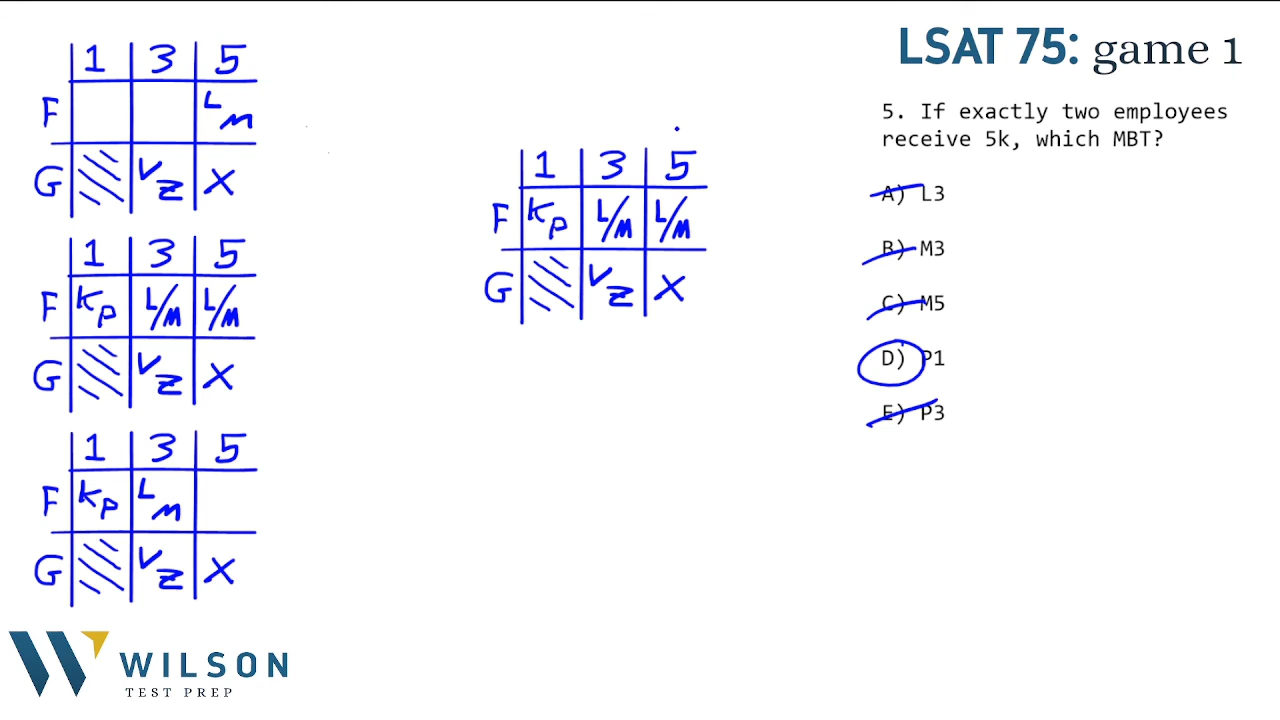 1 3 5
F L M
G V Z X
1 3 5
F K P L/M L/M
G V Z X
1 3 5
F K P L M
G V Z X
WILSON
TEST PREP
1 3 5
F K P L/M L/M
G V Z X
LSAT 75: game 1
5. If exactly two employees
receive 5k, which MBT?
A) L3
B) M3
C) M5
D) P1
E) P3